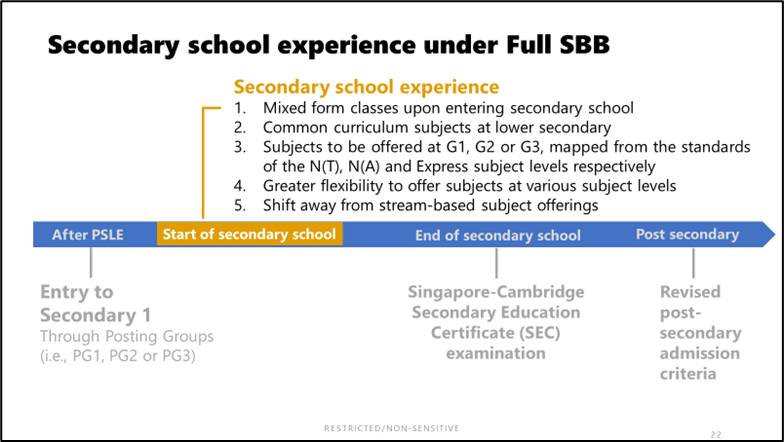 Secondary school experience under Full SBB
Secondary school experience
1. Mixed form classes upon entering secondary school
2. Common curriculum subjects at lower secondary
3. Subjects to be offered at G1, G2 or G3, mapped from the standards
of the N(T), N(A) and Express subject levels respectively
4. Greater flexibility to offer subjects at various subject levels
5. Shift away from stream-based subject offerings
After PSLE
Start of secondary school
End of secondary school
Post secondary
Entry to
Secondary 1
Through Posting Groups
(i.e., PG1, PG2 or PG3)
Singapore-Cambridge
Secondary Education
Certificate (SEC)
examination
Revised
post-
secondary
admission
criteria
RESTRICTED/NON-SENSITIVE
22